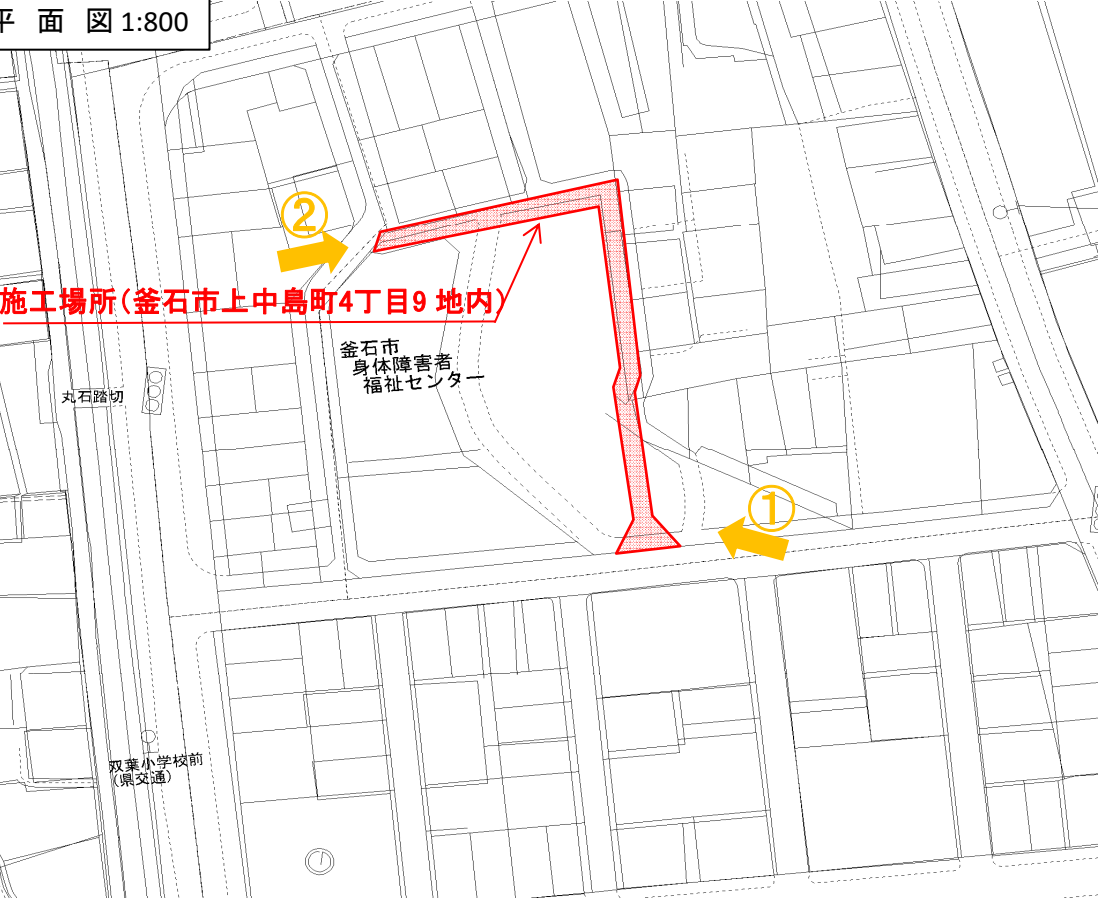 平 面 図 1:800
②
施工場所(釜石市上中島町4丁目9 地内)
釜石市
身体障害者
福祉センター
丸石踏切
①
双葉小学校前
(県交通)